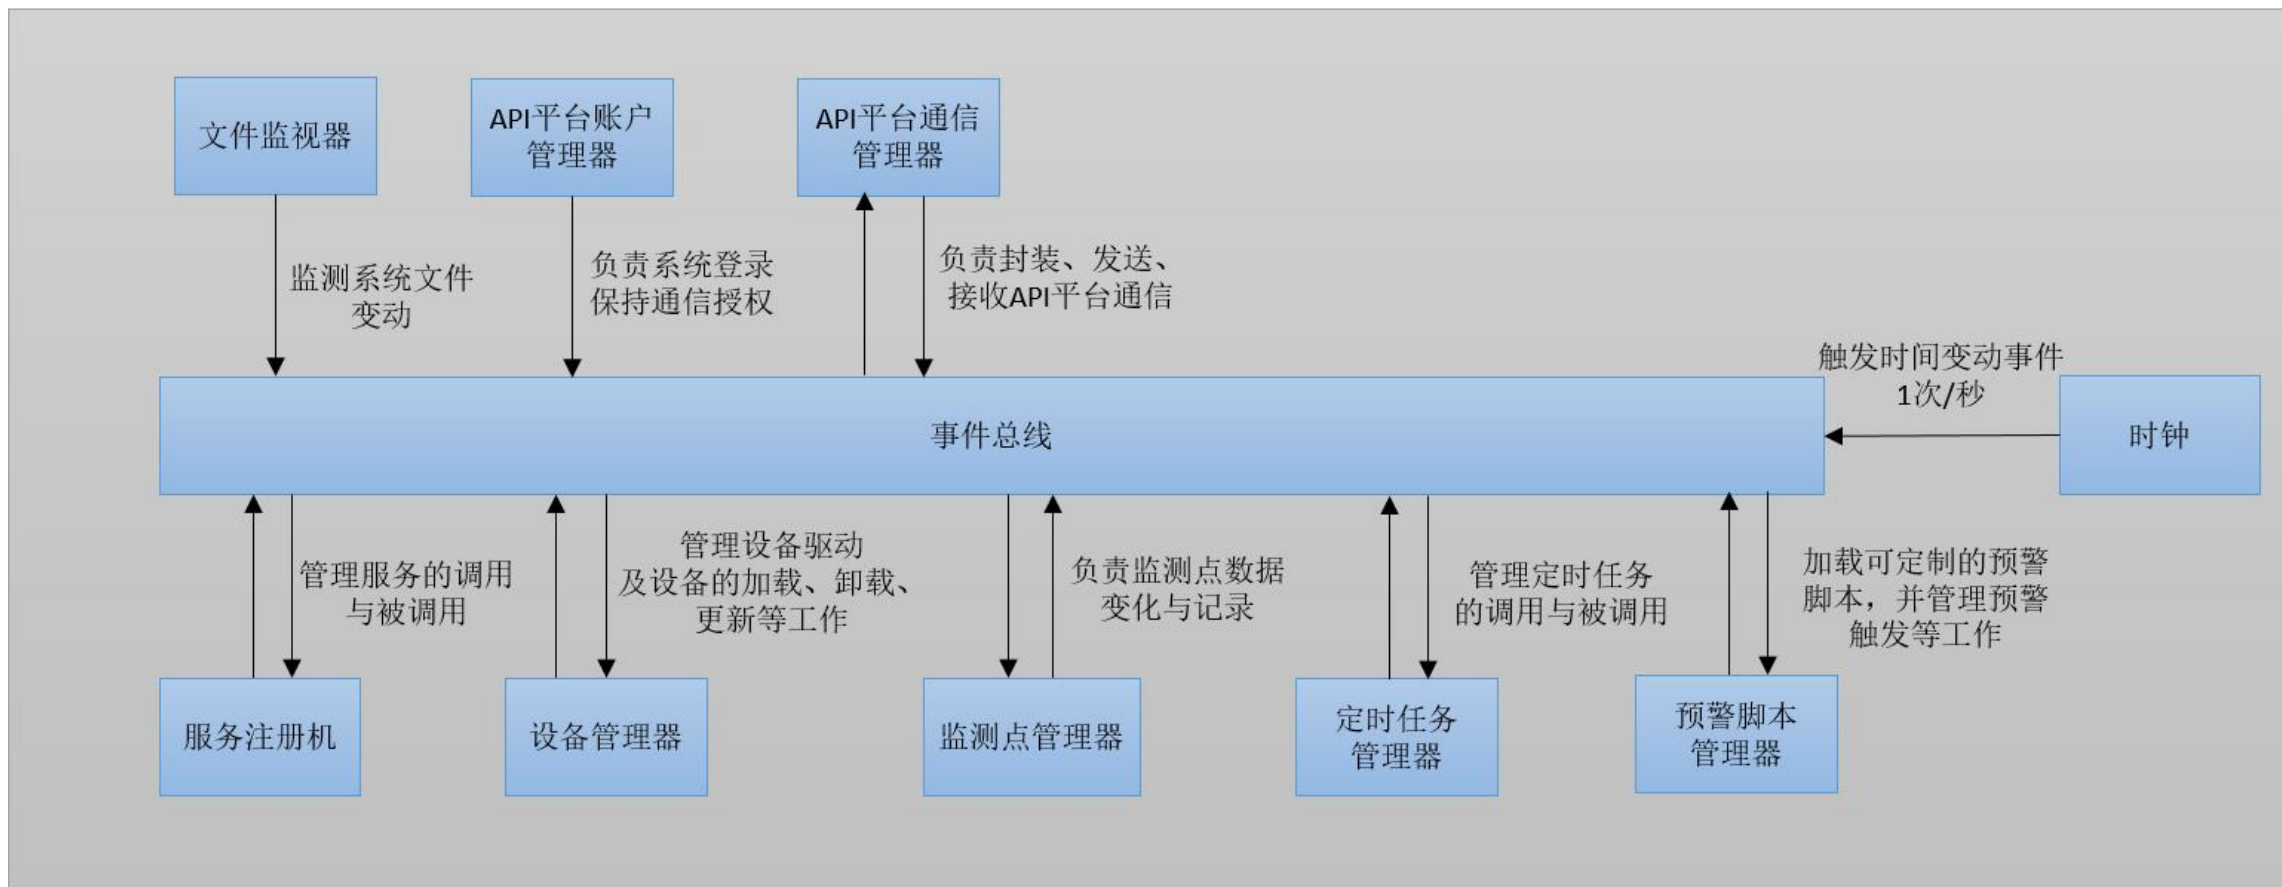 文件监视器
API平台账户
管理器
API平台通信
管理器
监测系统文件
变动
负责系统登录
保持通信授权
负责封装、发送、
接收API平台通信
触发时间变动事件
1次/秒
事件总线
时钟
管理服务的调用
与被调用
管理设备驱动
及设备的加载、卸载、
更新等工作
负责监测点数据
变化与记录
管理定时任务
的调用与被调用
加载可定制的预警
脚本，并管理预警
触发等工作
服务注册机
设备管理器
监测点管理器
定时任务
管理器
预警脚本
管理器